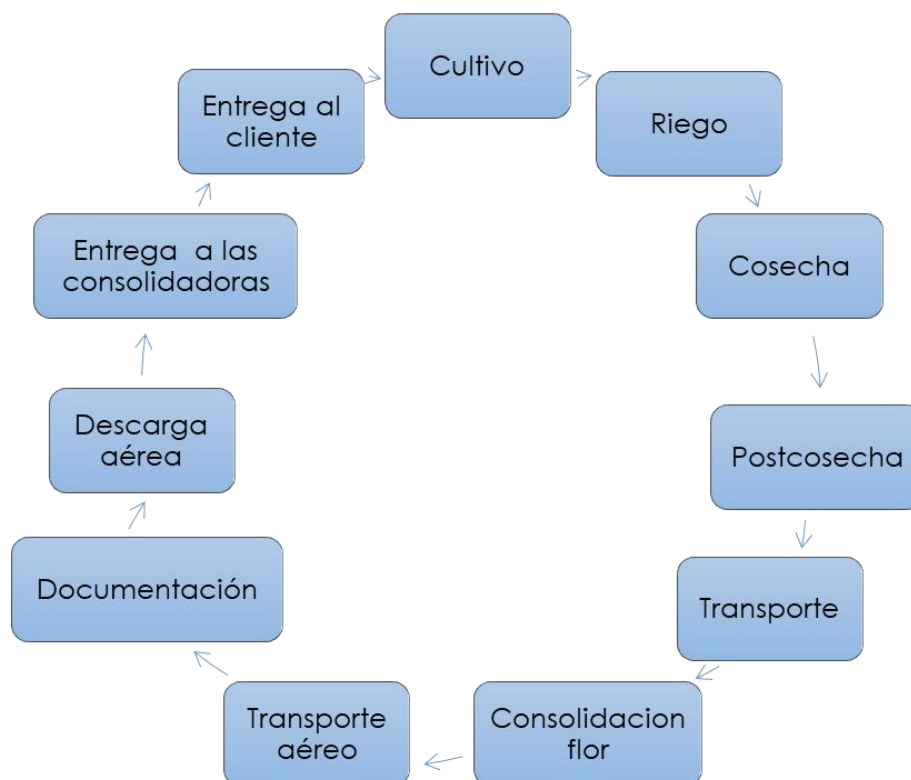 Cultivo
Riego
Cosecha
Postcosecha
Transporte
Consolidacion
flor
Transporte
aéreo
Documentación
Descarga
aérea
Entrega a las
consolidadoras
Entrega al
cliente